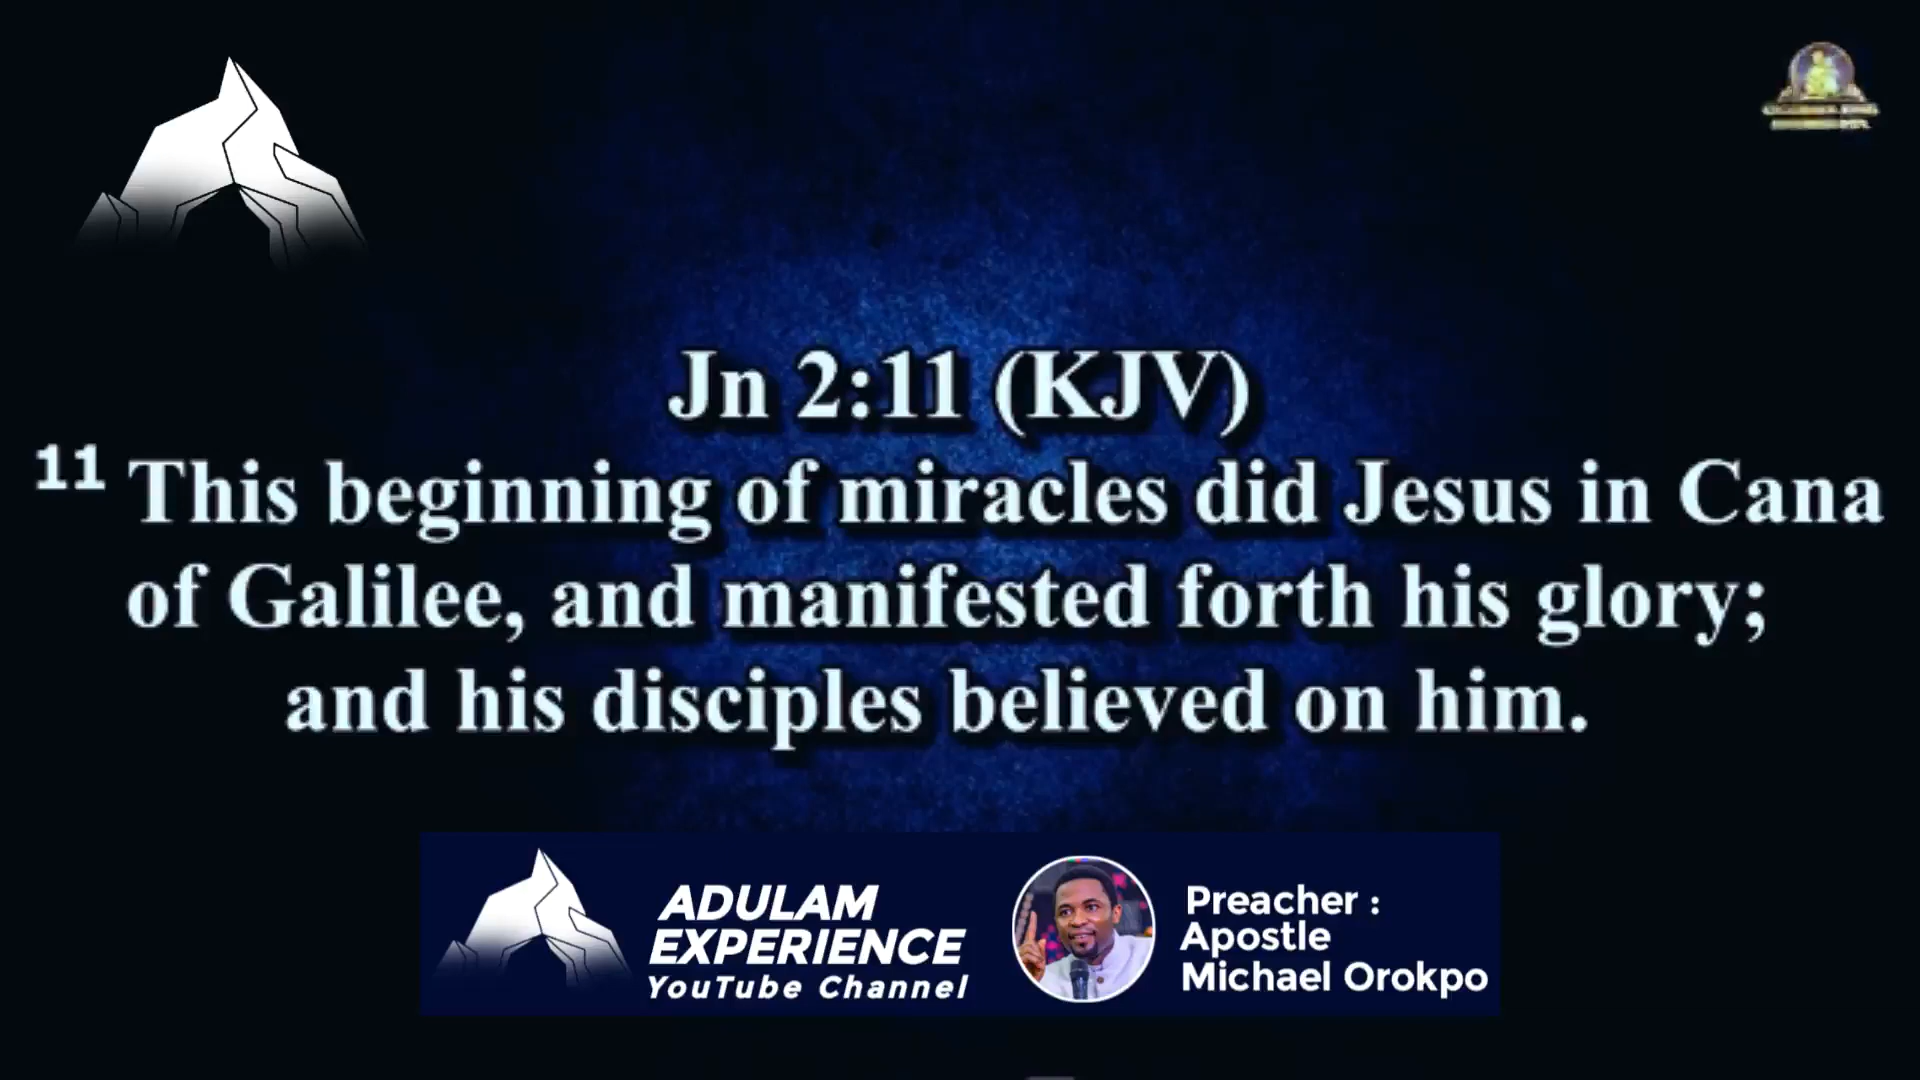 Jn 2:11 (KJV)
11 This beginning of miracles did Jesus in Cana
of Galilee, and manifested forth his glory;
and his disciples believed on him.
ADULAM
EXPERIENCE
YouTube Channel
Preacher :
Apostle
Michael Orokpo